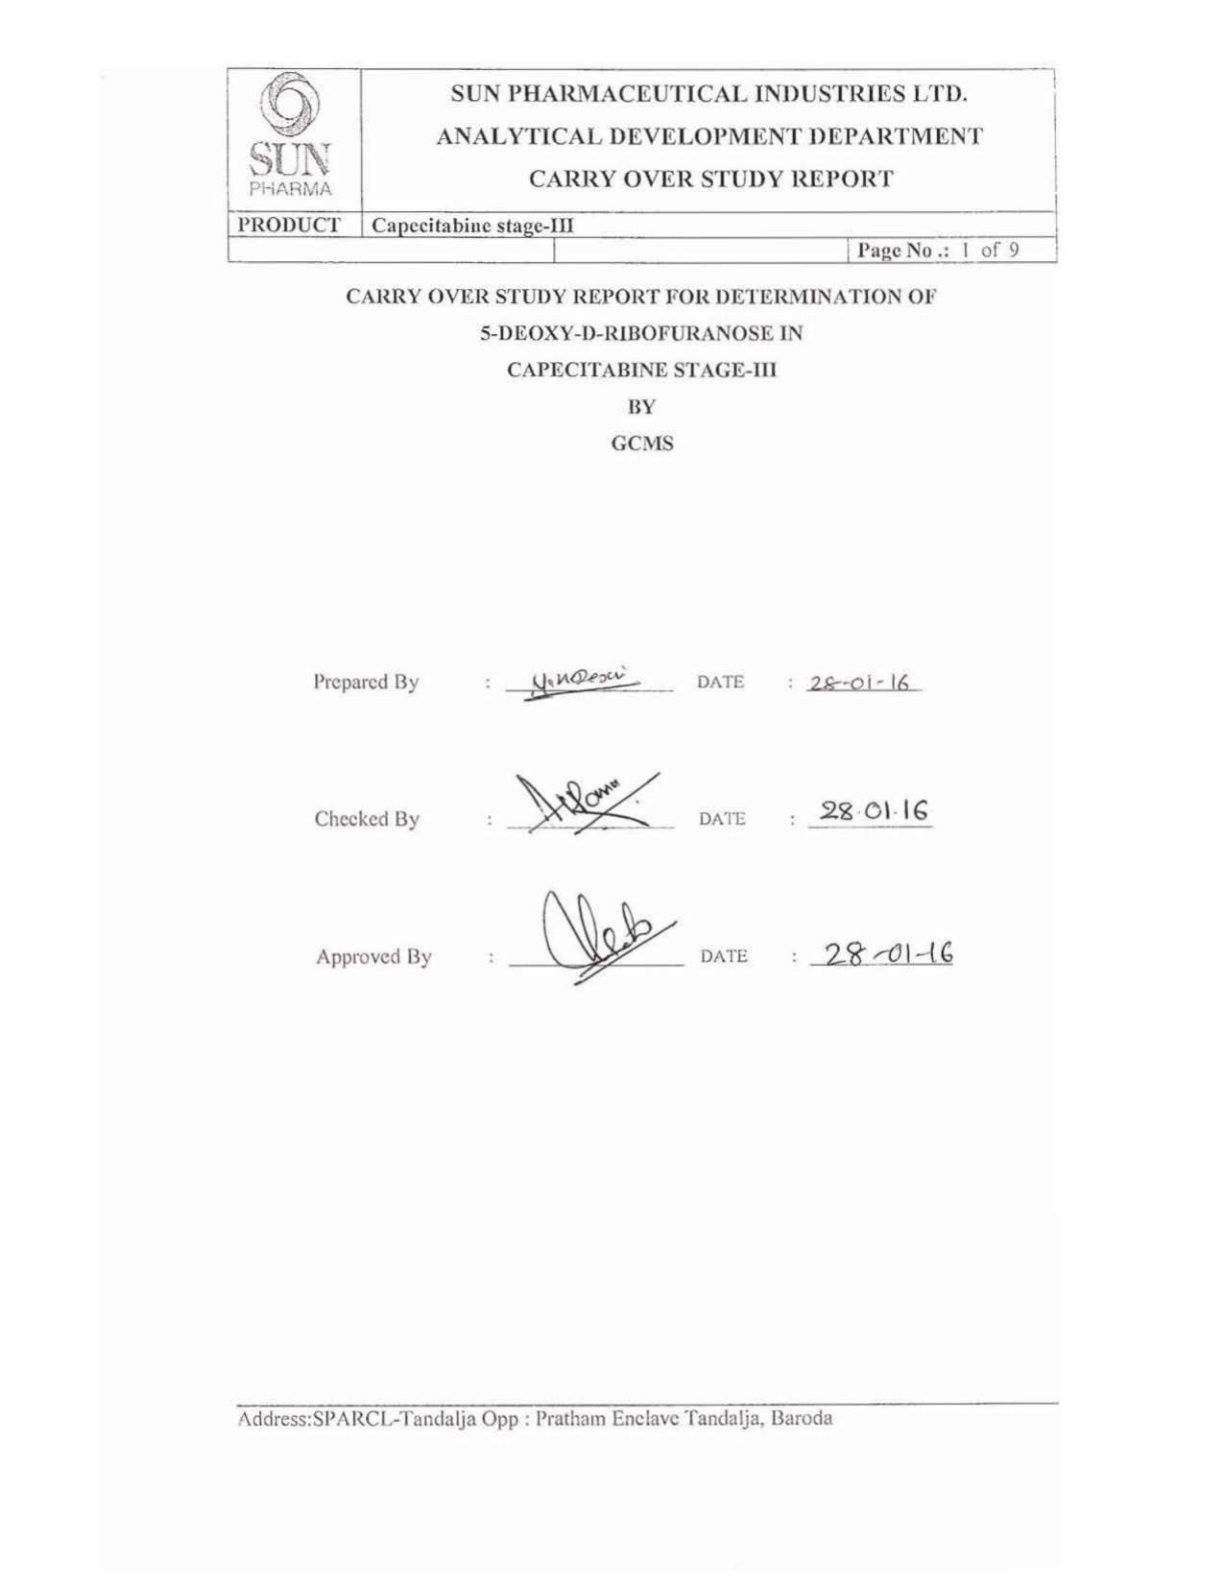 SUN
PHARMA
SUN PHARMACEUTICAL INDUSTRIES LTD.
ANALYTICAL DEVELOPMENT DEPARTMENT
CARRY OVER STUDY REPORT
PRODUCT Capecitabine stage-III
Page No .: 1 of 9
CARRY OVER STUDY REPORT FOR DETERMINATION OF
5-DEOXY-D-RIBOFURANOSE IN
CAPECITABINE STAGE-III
BY
GCMS
Prepared By : DATE : 28-01-16
Checked By : DATE : 28.01.16
Approved By : DATE : 28-01-16
Address:SPARCL-Tandalja Opp : Pratham Enclave Tandalja, Baroda